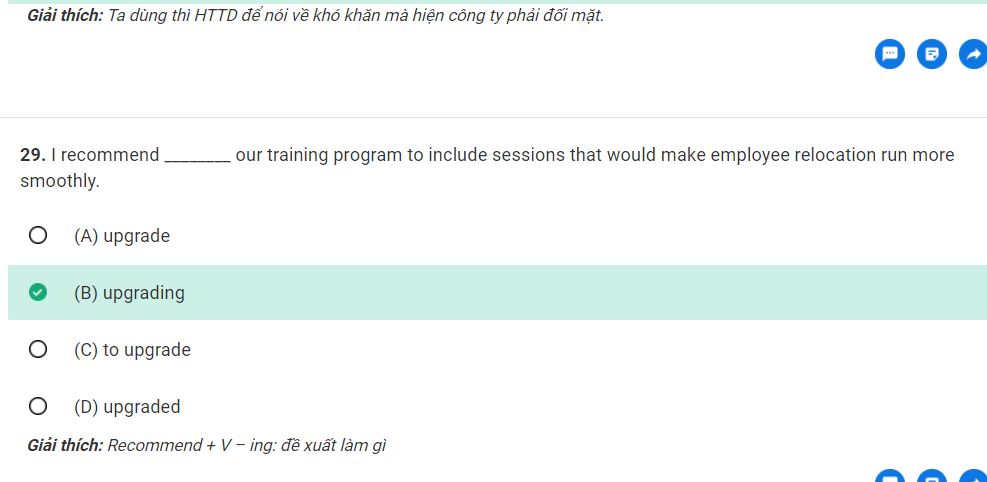 Giải thích: Ta dùng thì HTTD để nói về khó khăn mà hiện công ty phải đối mặt.
29. I recommend ________ our training program to include sessions that would make employee relocation run more
smoothly.
(A) upgrade
(B) upgrading
(C) to upgrade
(D) upgraded
Giải thích: Recommend + V – ing: đề xuất làm gì